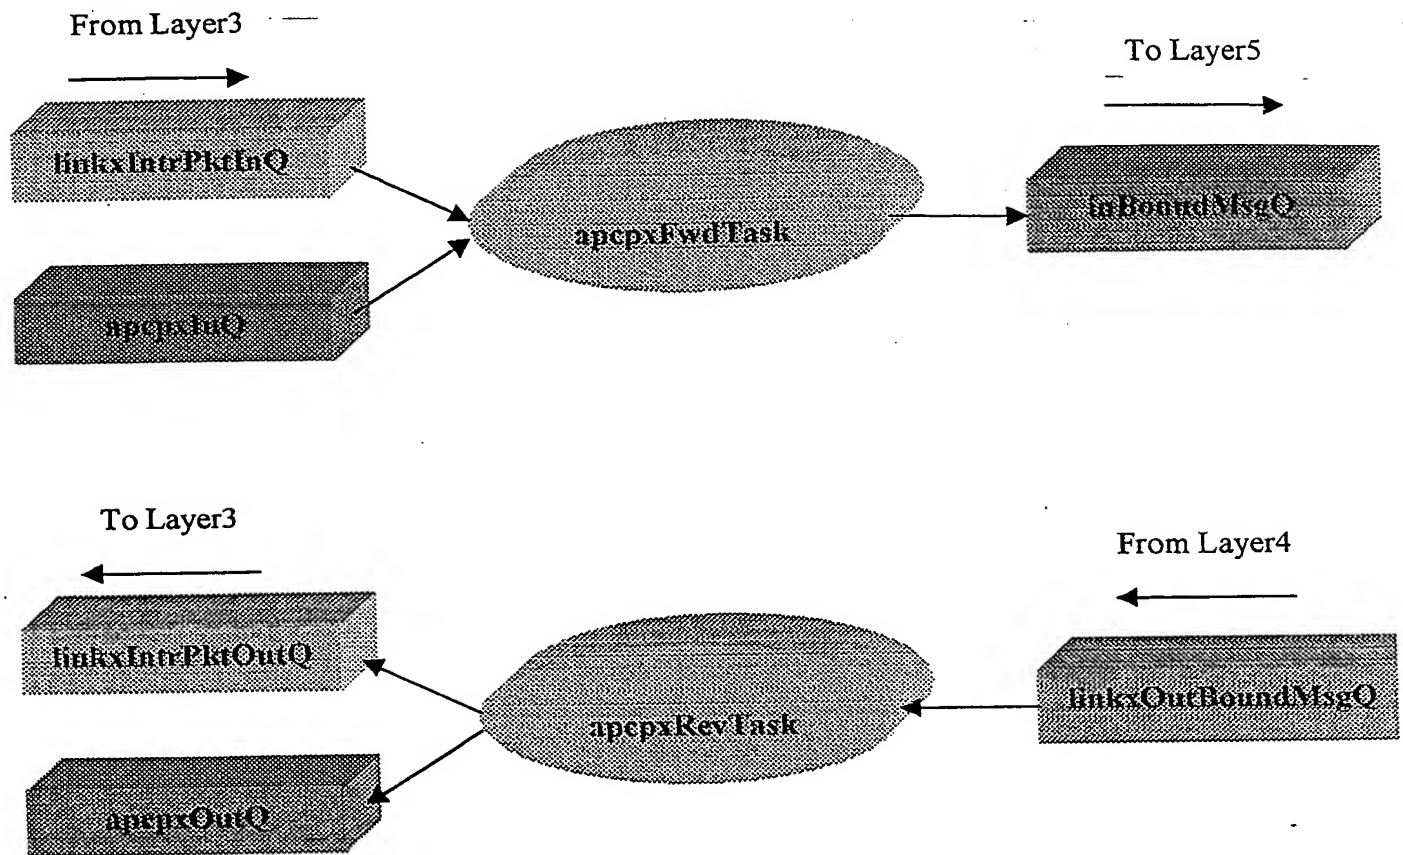 From Layer3
To Layer5
linkxIntrPktInQ
inBoundMsgQ
apcpxFwdTask
apcpxInQ
To Layer3
From Layer4
linkxIntrPktOutQ
linkxOutBoundMsgQ
apcpxRevTask
apcpxOutQ